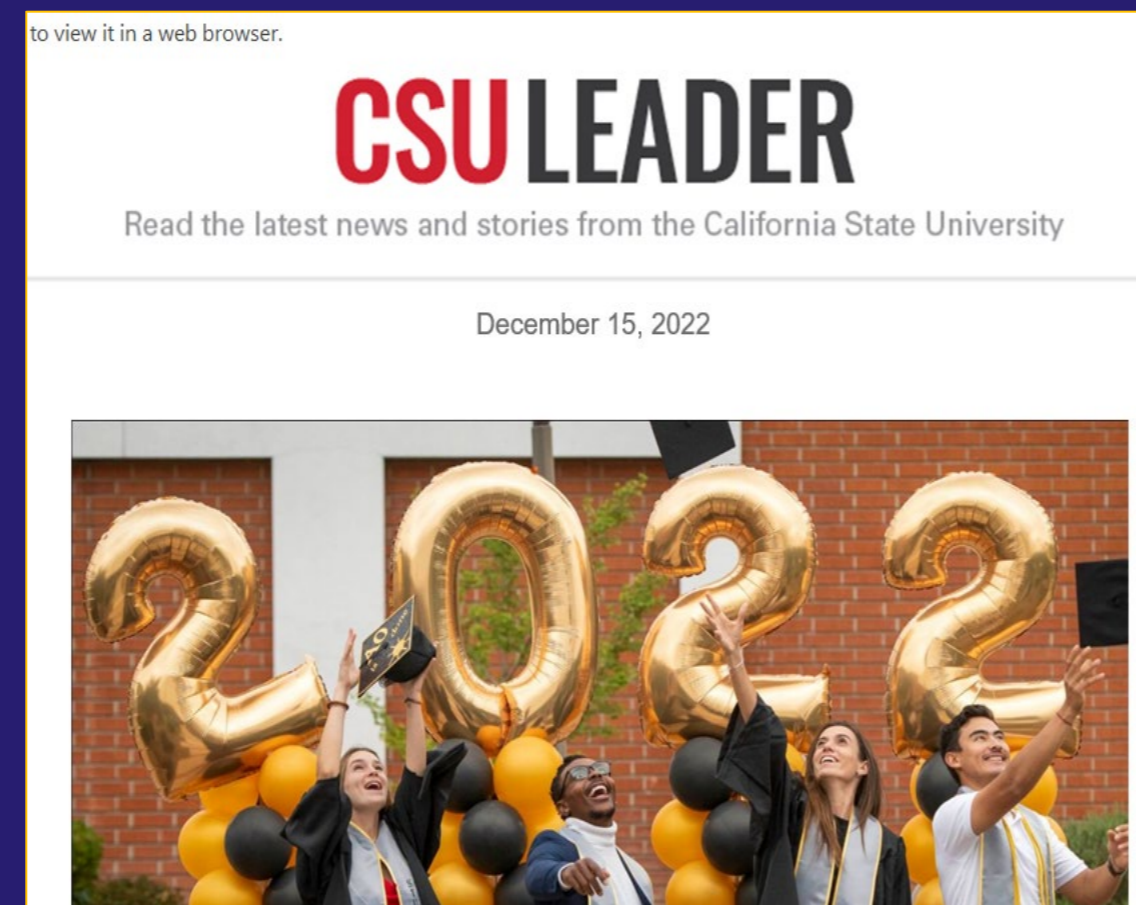 to view it in a web browser.
CSU LEADER
Read the latest news and stories from the California State University
December 15, 2022
2022